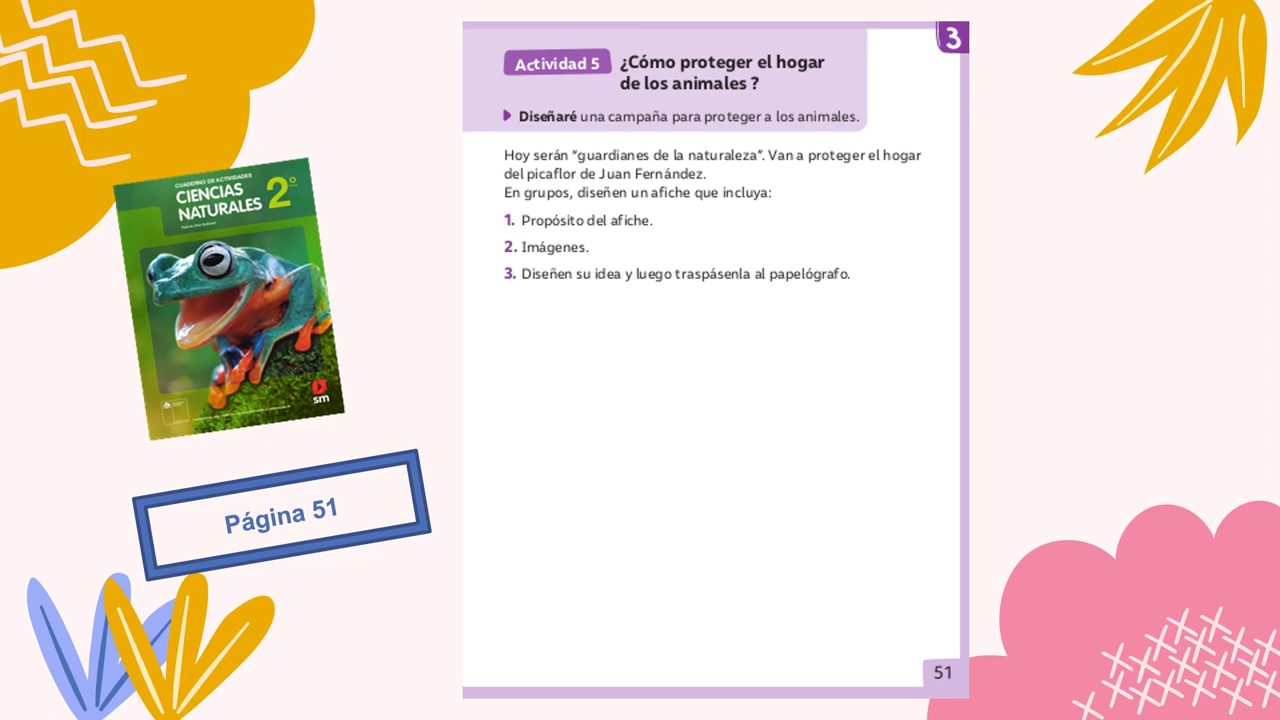 CUADERNO DE ACTIVIDADES
CIENCIAS
NATURALES
2°
sm
Página 51
3
Actividad 5
¿Cómo proteger el hogar
de los animales ?
Diseñaré una campaña para proteger a los animales.
Hoy serán “guardianes de la naturaleza”. Van a proteger el hogar
del picaflor de Juan Fernández.
En grupos, diseñen un afiche que incluya:
1. Propósito del afiche.
2. Imágenes.
3. Diseñen su idea y luego traspásenla al papelógrafo.
51